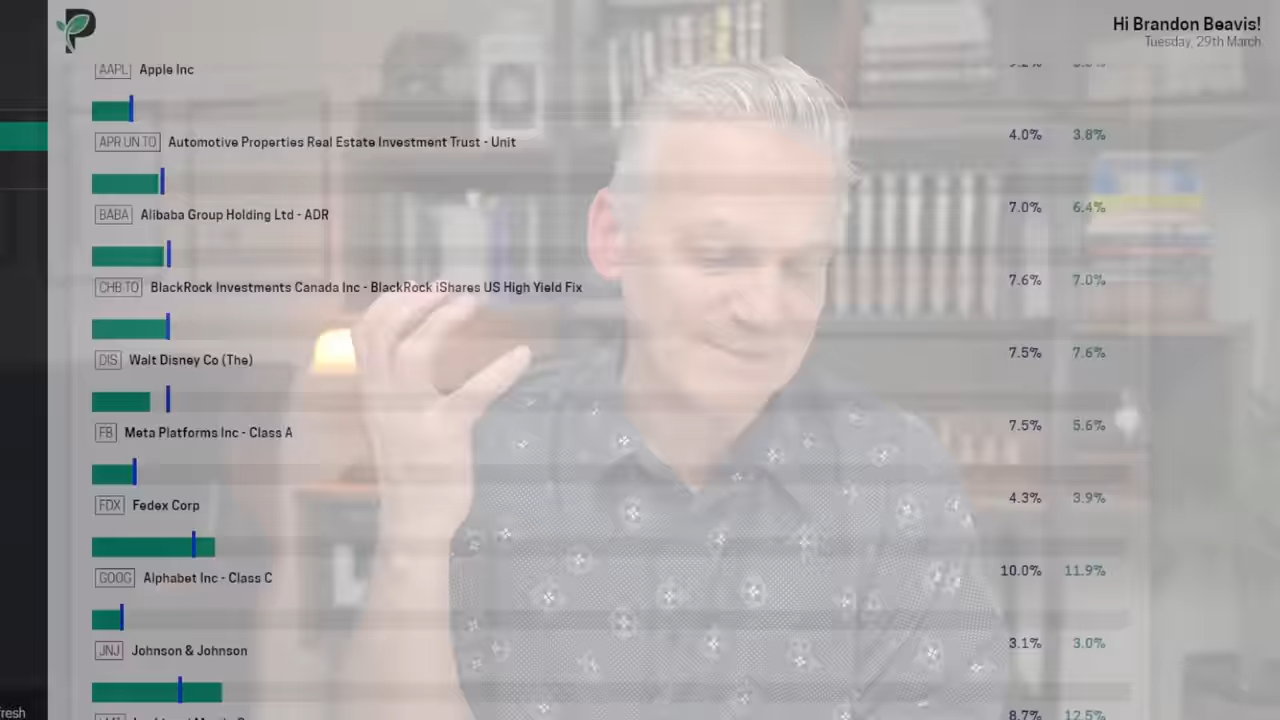 Hi Brandon Beavis!
Tuesday, 29th March
AAPL Apple Inc
APR UN TO Automotive Properties Real Estate Investment Trust - Unit 4.0% 3.8%
BABA Alibaba Group Holding Ltd - ADR 7.0% 6.4%
CHB TO BlackRock Investments Canada Inc - BlackRock iShares US High Yield Fix 7.6% 7.0%
DIS Walt Disney Co (The) 7.5% 7.6%
FB Meta Platforms Inc - Class A 7.5% 5.6%
FDX Fedex Corp 4.3% 3.9%
GOOG Alphabet Inc - Class C 10.0% 11.9%
JNJ Johnson & Johnson 3.1% 3.0%
8.7% 12.5%
fresh